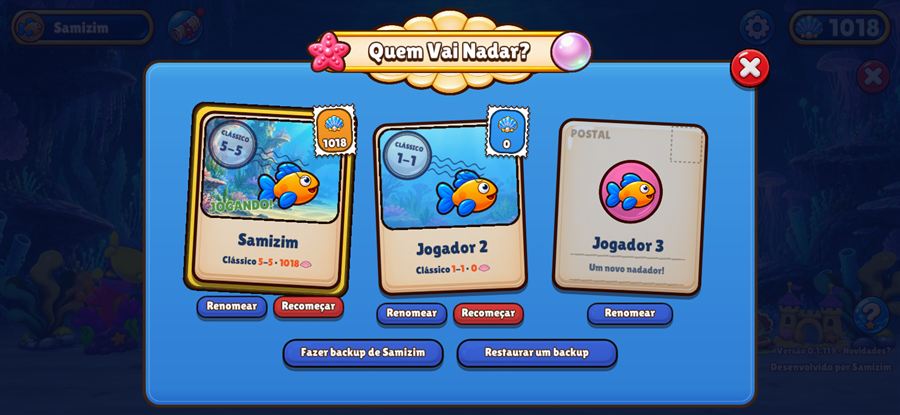 Samizim
1018
Quem Vai Nadar?
CLÁSSICO
5-5
1018
JOGANDO!
Samizim
Clássico 5-5 · 1018
Renomear
Recomeçar
CLÁSSICO
1-1
0
Jogador 2
Clássico 1-1 · 0
Renomear
Recomeçar
POSTAL
Jogador 3
Um novo nadador!
Renomear
Fazer backup de Samizim
Restaurar um backup
?
Versão 0.1.119 · Novidades?
Desenvolvido por Samizim